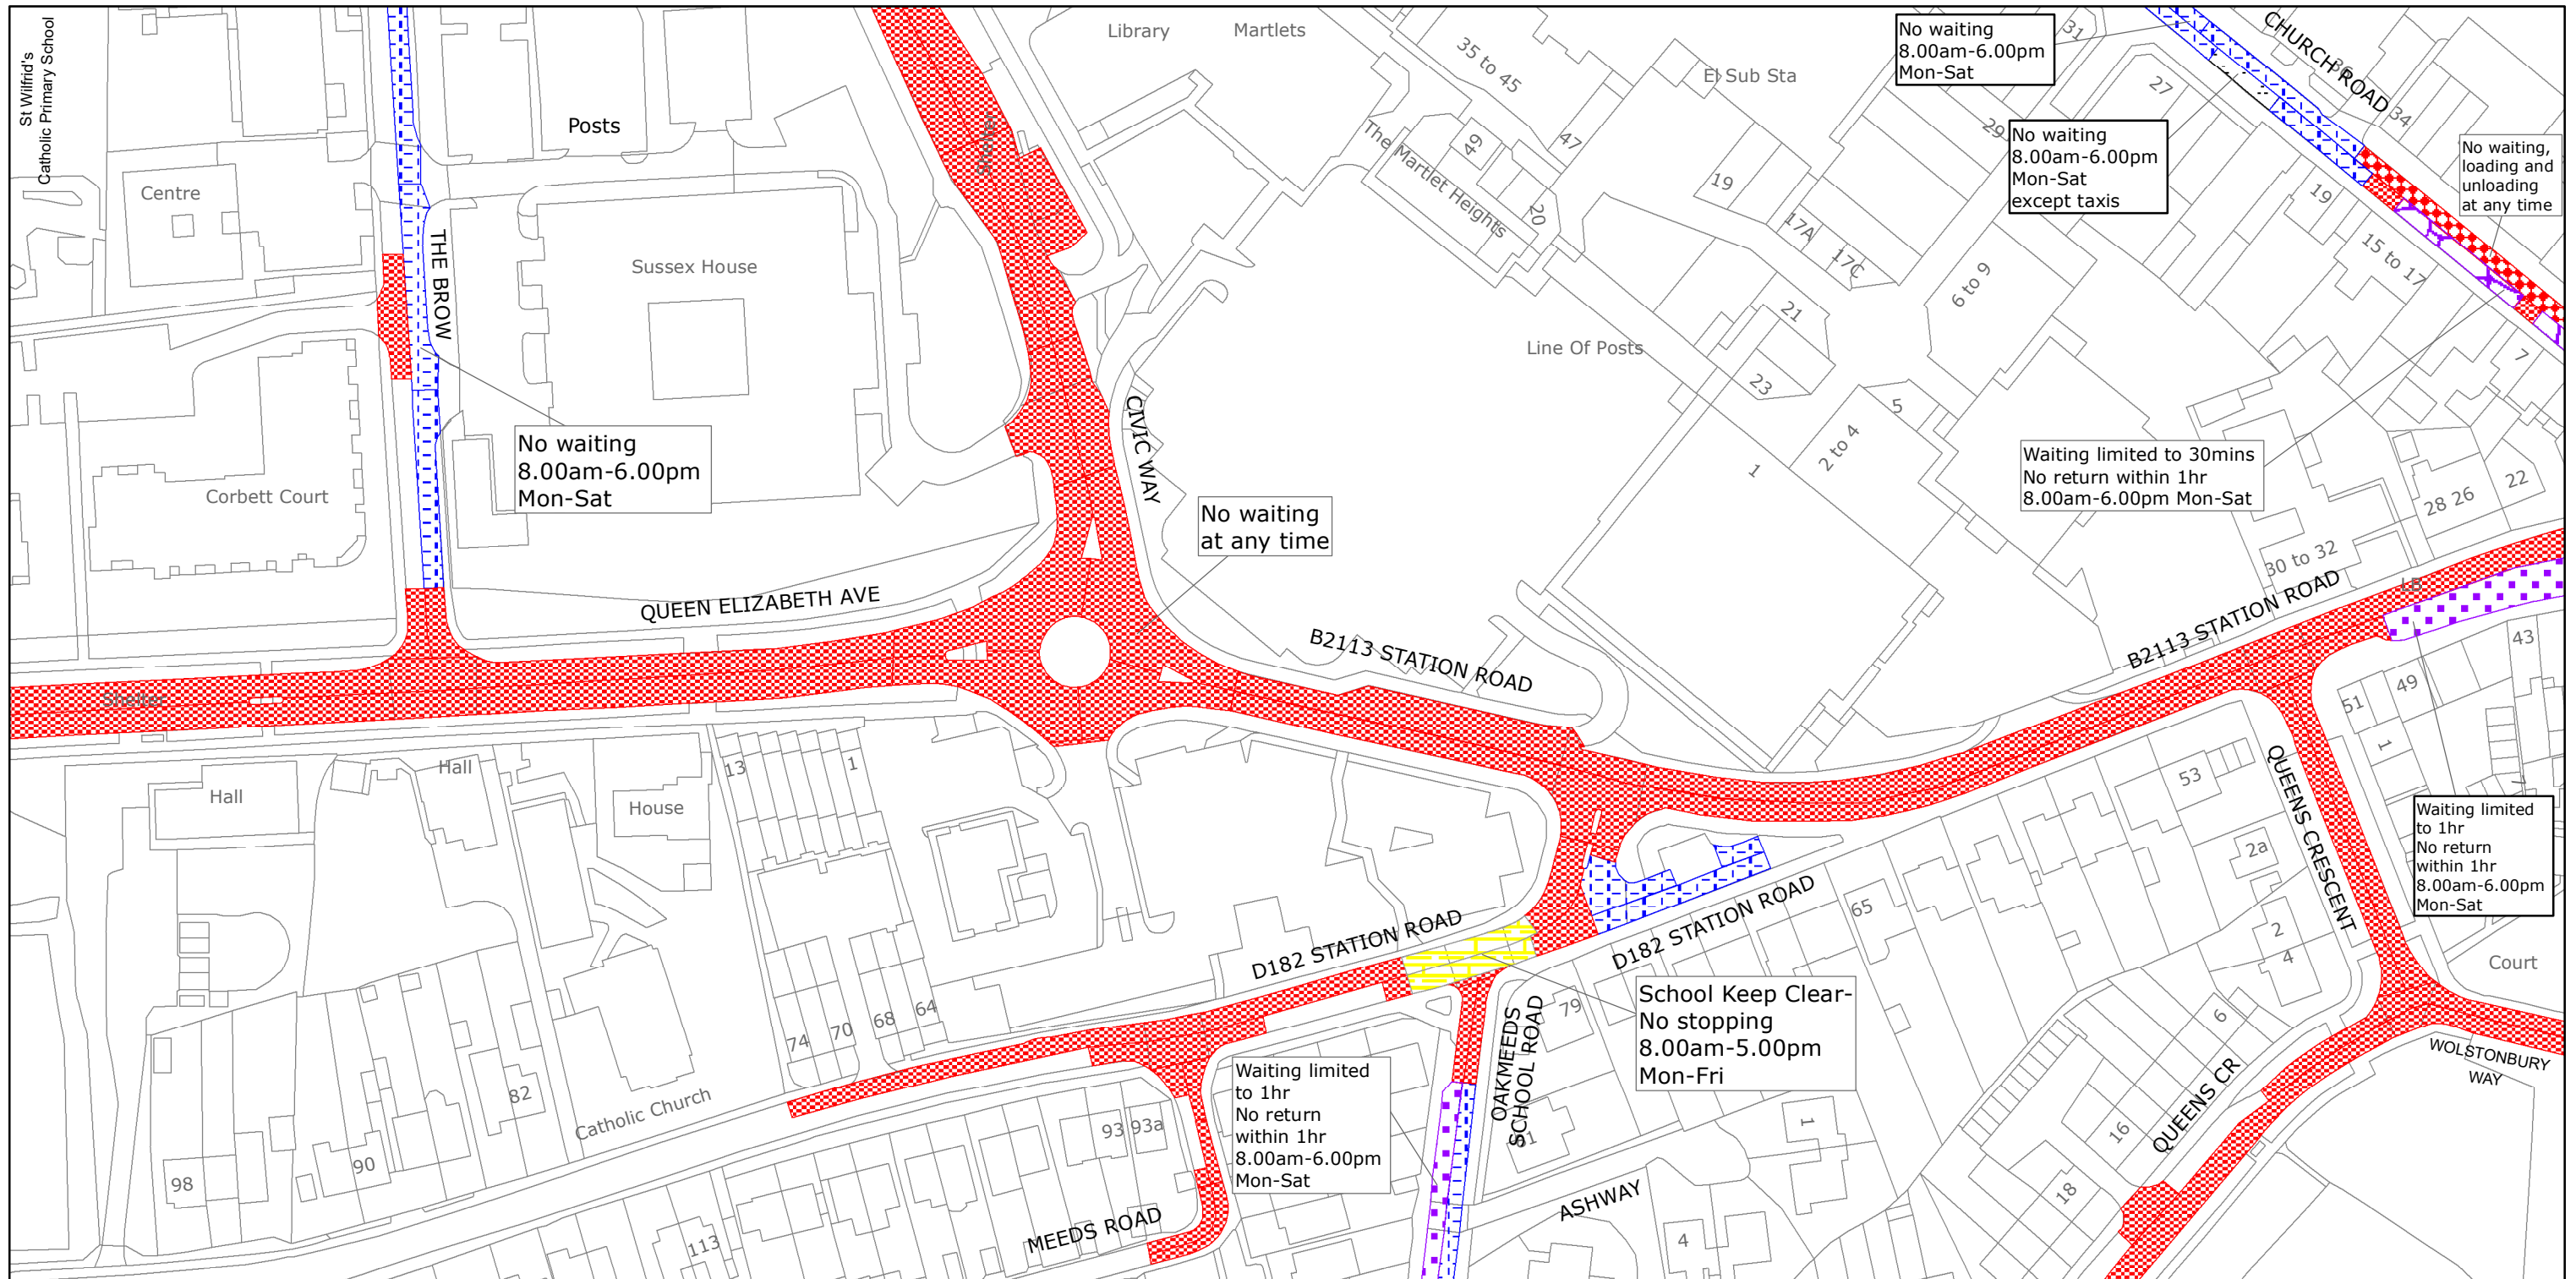 St Wilfrid's
Catholic Primary School
Centre
Posts
Library
Martlets
35 to 45
El Sub Sta
31
No waiting
8.00am-6.00pm
Mon-Sat
CHURCH ROAD
36
34
27
29
No waiting
8.00am-6.00pm
Mon-Sat
except taxis
No waiting,
loading and
unloading
at any time
19
15 to 17
7
Shelter
The Martlet Heights
49
47
20
19
17A
17C
6 to 9
21
23
Line Of Posts
5
2 to 4
1
THE BROW
Sussex House
No waiting
8.00am-6.00pm
Mon-Sat
Corbett Court
CIVIC WAY
No waiting
at any time
Waiting limited to 30mins
No return within 1hr
8.00am-6.00pm Mon-Sat
28 26
22
30 to 32
LB
QUEEN ELIZABETH AVE
B2113 STATION ROAD
B2113 STATION ROAD
43
49
51
1
Shelter
Hall
Hall
House
13
1
53
QUEENS CRESCENT
2a
2
4
Waiting limited
to 1hr
No return
within 1hr
8.00am-6.00pm
Mon-Sat
Court
65
D182 STATION ROAD
D182 STATION ROAD
School Keep Clear-
No stopping
8.00am-5.00pm
Mon-Fri
79
OAKMEEDS
SCHOOL ROAD
81
74
70
68
64
82
Catholic Church
90
98
93
93a
113
MEEDS ROAD
Waiting limited
to 1hr
No return
within 1hr
8.00am-6.00pm
Mon-Sat
ASHWAY
1
4
6
16
18
QUEENS CR
WOLSTONBURY
WAY